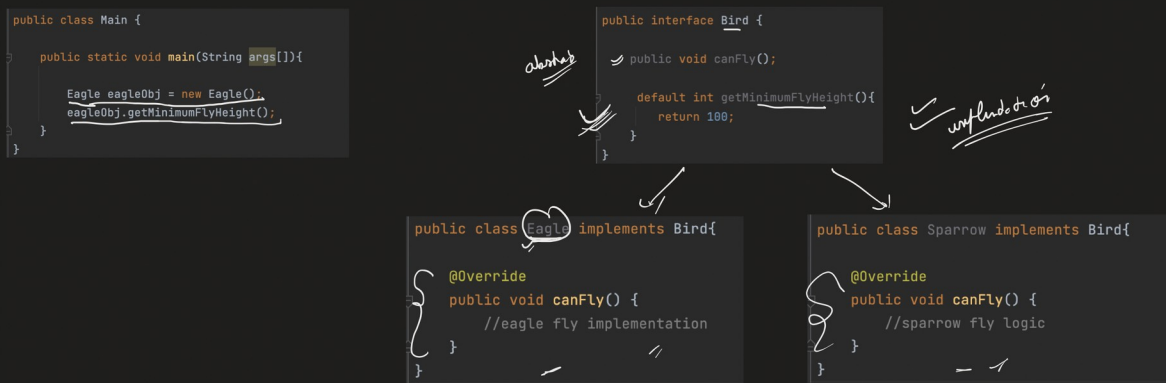 public class Main {
public static void main(String args[]){
Eagle eagleObj = new Eagle();
eagleObj.getMinimumFlyHeight();
}
}
public interface Bird {
public void canFly();
default int getMinimumFlyHeight(){
return 100;
}
}
public class Eagle implements Bird{
@Override
public void canFly() {
//eagle fly implementation
}
}
public class Sparrow implements Bird{
@Override
public void canFly() {
//sparrow fly logic
}
}